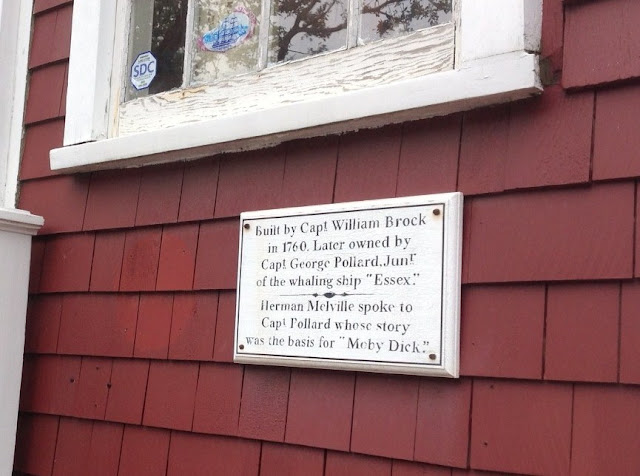 SDC
Built by Capt. William Brock
in 1760. Later owned by
Capt. George Pollard, Junr
of the whaling ship "Essex."
Herman Melville spoke to
Capt. Pollard whose story
was the basis for "Moby Dick."